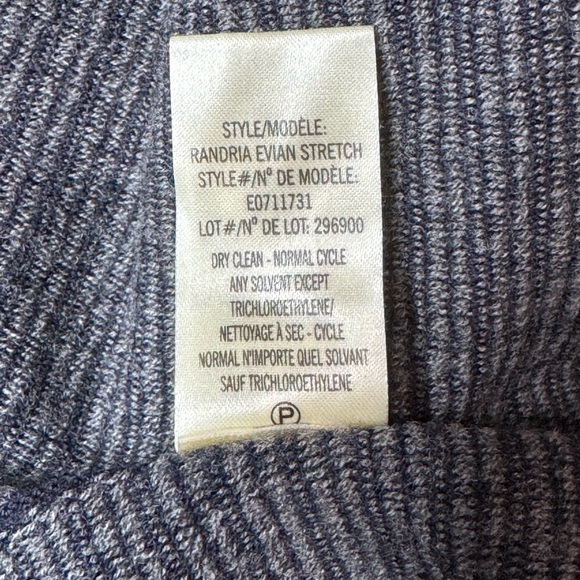 STYLE/MODÈLE:
RANDRIA EVIAN STRETCH
STYLE#/Nº DE MODÈLE:
E0711731
LOT#/Nº DE LOT: 296900
DRY CLEAN - NORMAL CYCLE
ANY SOLVENT EXCEPT
TRICHLOROETHYLENE/
NETTOYAGE À SEC - CYCLE
NORMAL N'IMPORTE QUEL SOLVANT
SAUF TRICHLOROETHYLENE
P